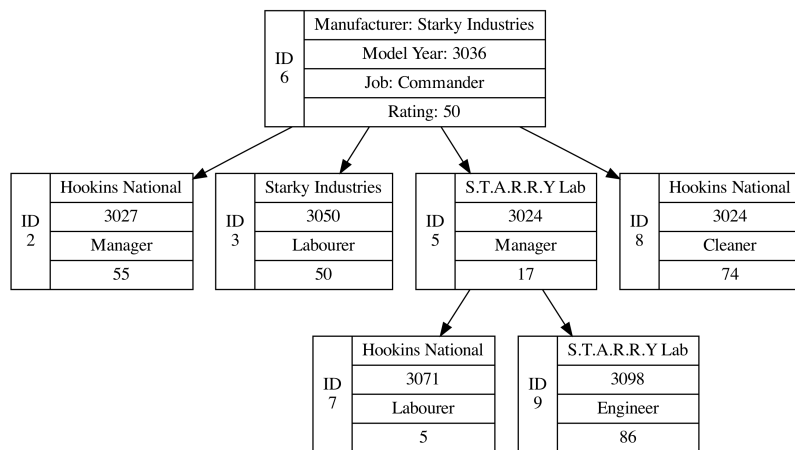 ID
6
Manufacturer: Starky Industries
Model Year: 3036
Job: Commander
Rating: 50
ID
2
Hookins National
3027
Manager
55
ID
3
Starky Industries
3050
Labourer
50
ID
5
S.T.A.R.R.Y Lab
3024
Manager
17
ID
8
Hookins National
3024
Cleaner
74
ID
7
Hookins National
3071
Labourer
5
ID
9
S.T.A.R.R.Y Lab
3098
Engineer
86